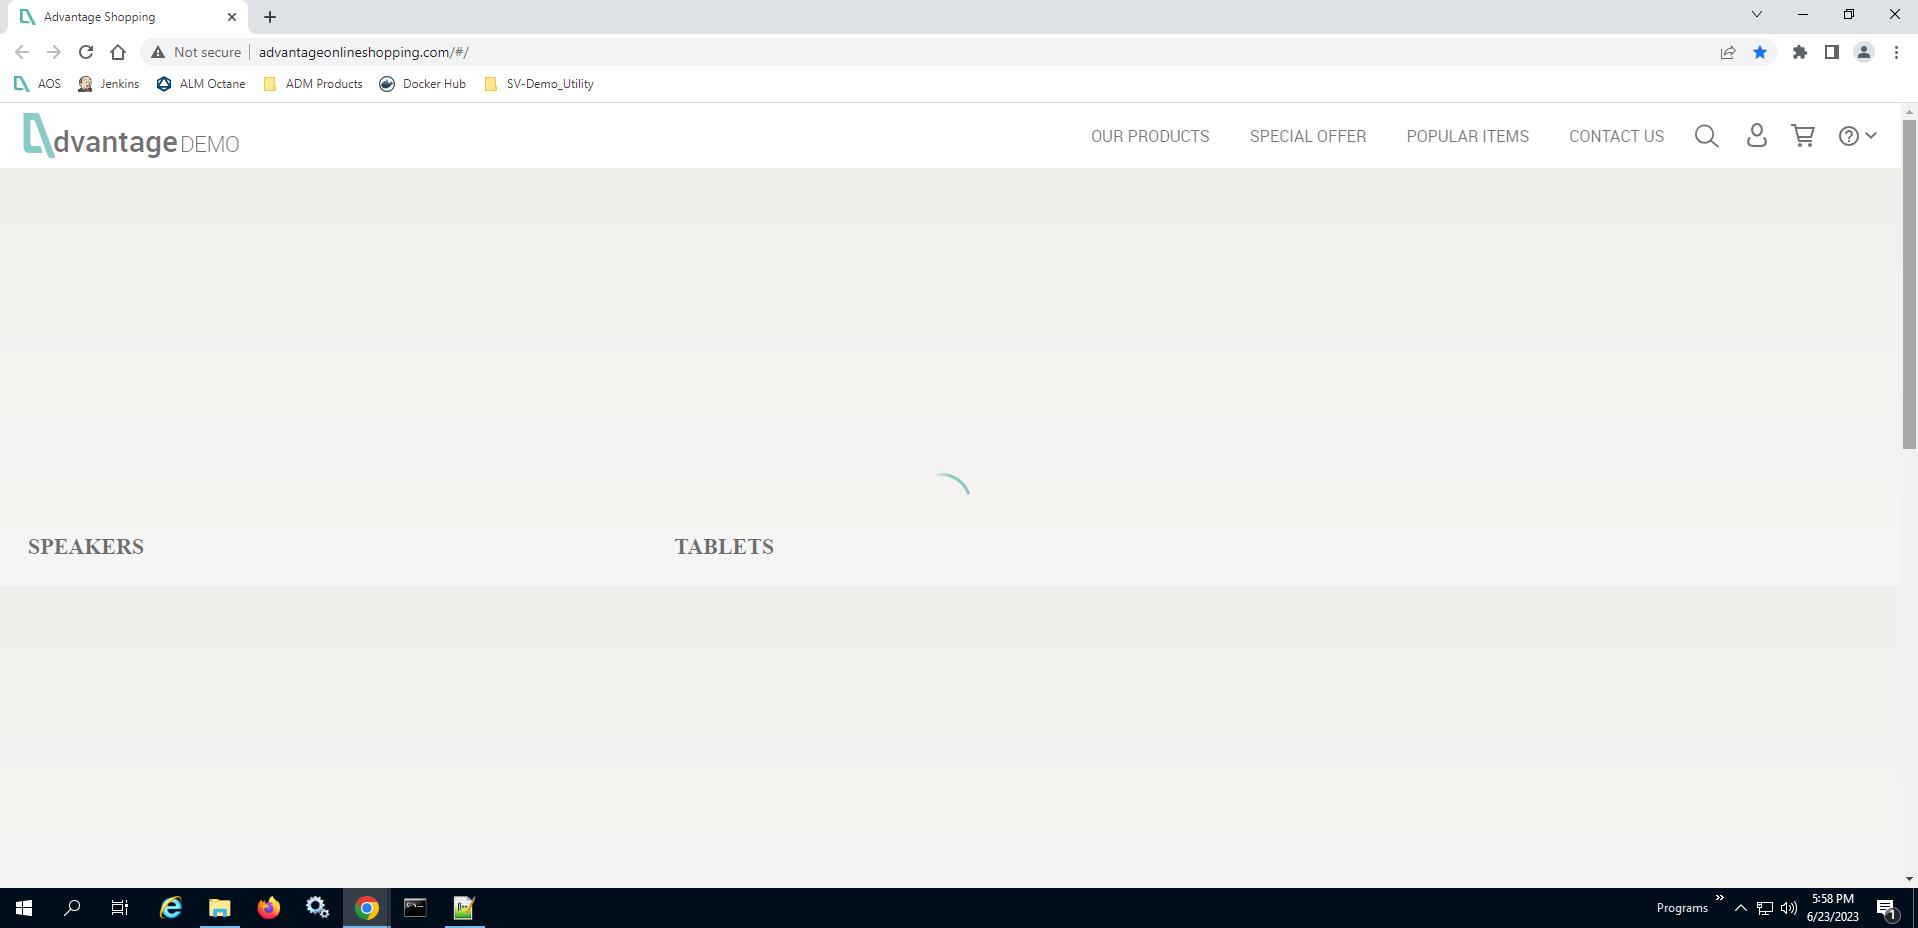 Advantage Shopping
Not secure
advantageonlineshopping.com/#/
AOS
Jenkins
ALM Octane
ADM Products
Docker Hub
SV-Demo_Utility
dvantage DEMO
OUR PRODUCTS
SPECIAL OFFER
POPULAR ITEMS
CONTACT US
SPEAKERS
TABLETS
Programs
5:58 PM
6/23/2023
1